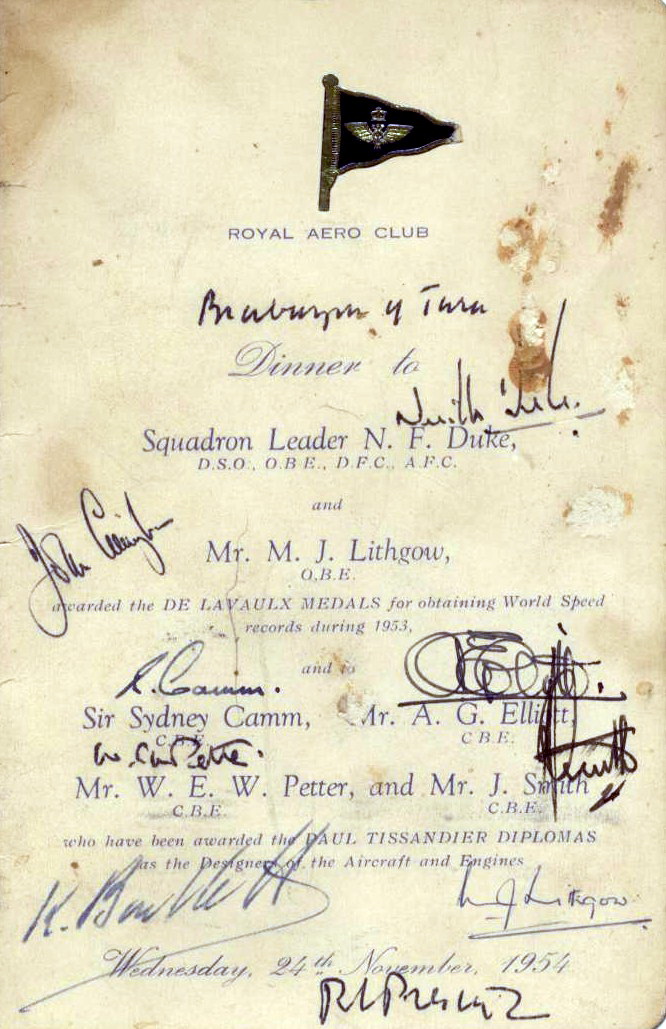 ROYAL AERO CLUB
Brabazon of Tara
Dinner to
Neville Duke.
Squadron Leader N. F. Duke,
D.S.O., O.B.E., D.F.C., A.F.C.
and
John
Mr. M. J. Lithgow,
O.B.E.
awarded the DE LAVAULX MEDALS for obtaining World Speed
records during 1953,
and to
S. Camm.
Sir Sydney Camm, Mr. A. G. Elliott,
C.B.E. C.B.E.
Petter.
Mr. W. E. W. Petter, and Mr. J. Smith
C.B.E. C.B.E.
who have been awarded the PAUL TISSANDIER DIPLOMAS
as the Designers of the Aircraft and Engines
M J Lithgow.
Wednesday, 24th November, 1954